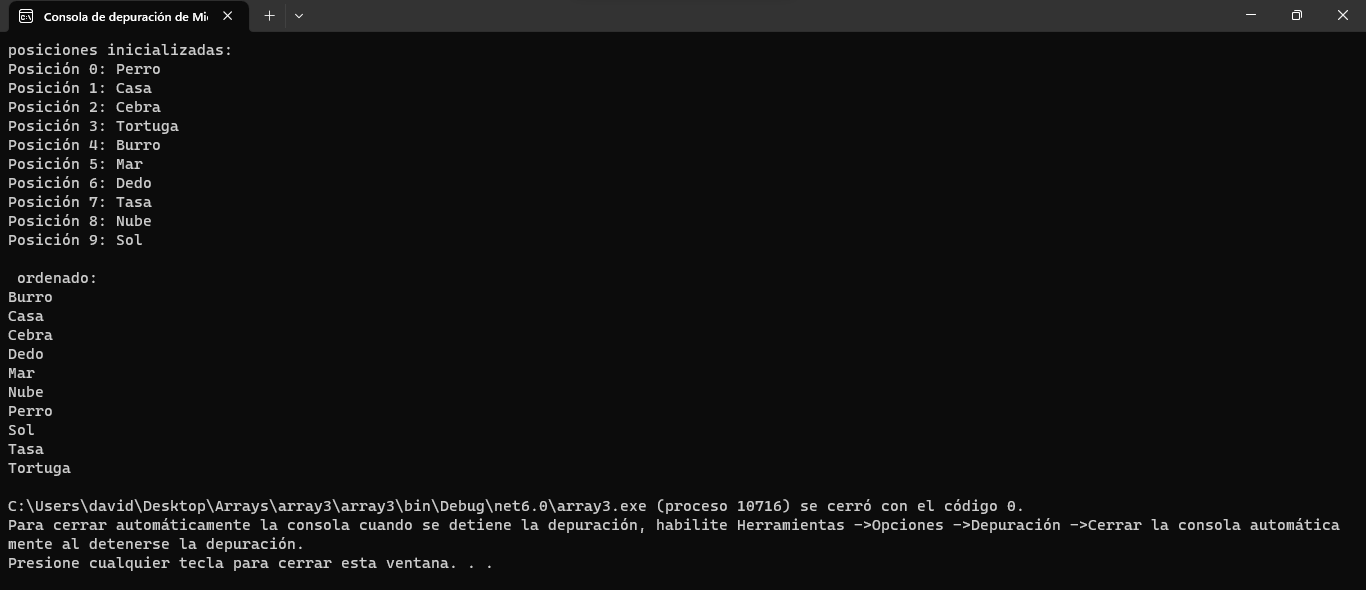 Consola de depuración de Mi
posiciones inicializadas:
Posición 0: Perro
Posición 1: Casa
Posición 2: Cebra
Posición 3: Tortuga
Posición 4: Burro
Posición 5: Mar
Posición 6: Dedo
Posición 7: Tasa
Posición 8: Nube
Posición 9: Sol
ordenado:
Burro
Casa
Cebra
Dedo
Mar
Nube
Perro
Sol
Tasa
Tortuga
C:\Users\david\Desktop\Arrays\array3\array3\bin\Debug\net6.0\array3.exe (proceso 10716) se cerró con el código 0.
Para cerrar automáticamente la consola cuando se detiene la depuración, habilite Herramientas ->Opciones ->Depuración ->Cerrar la consola automática
mente al detenerse la depuración.
Presione cualquier tecla para cerrar esta ventana. . .